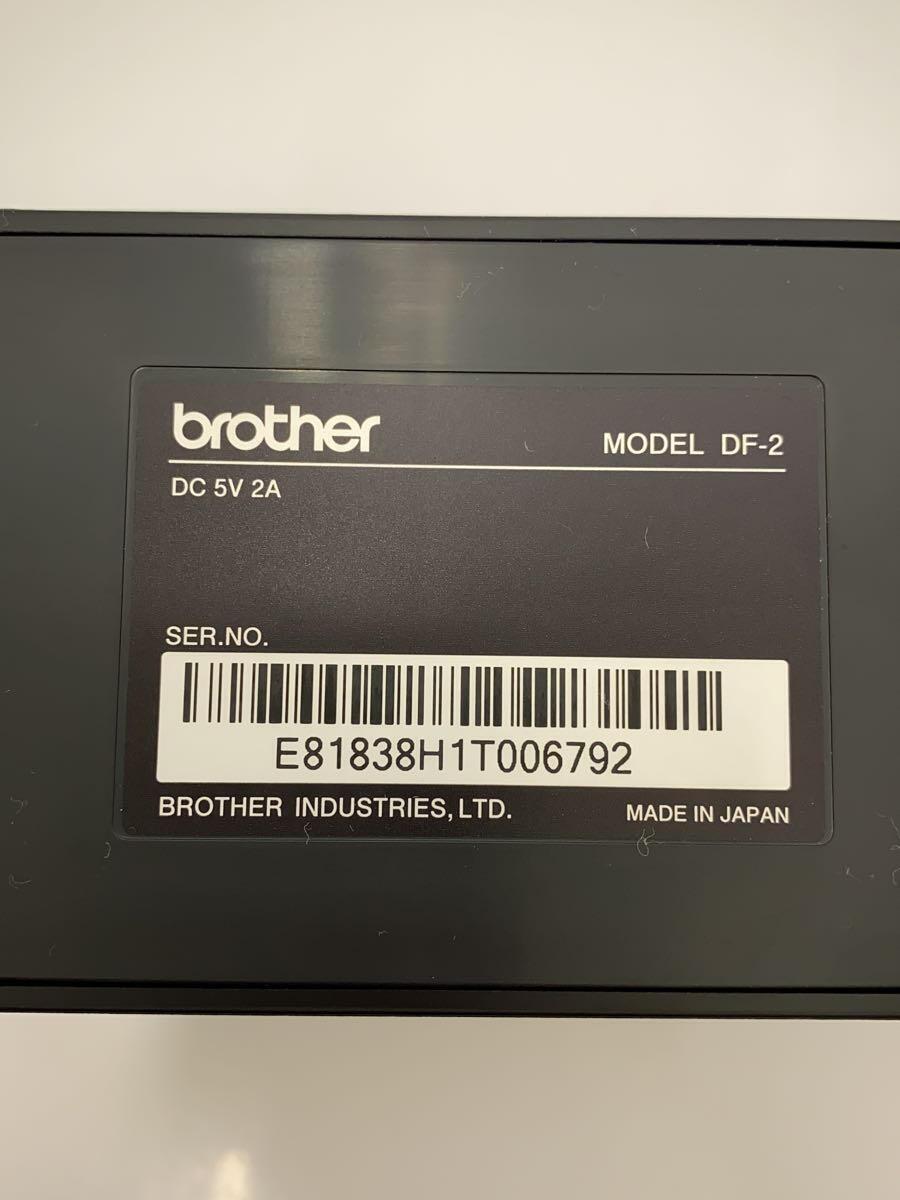 brother
MODEL DF-2
DC 5V 2A
SER.NO.
E81838H1T006792
BROTHER INDUSTRIES, LTD.
MADE IN JAPAN